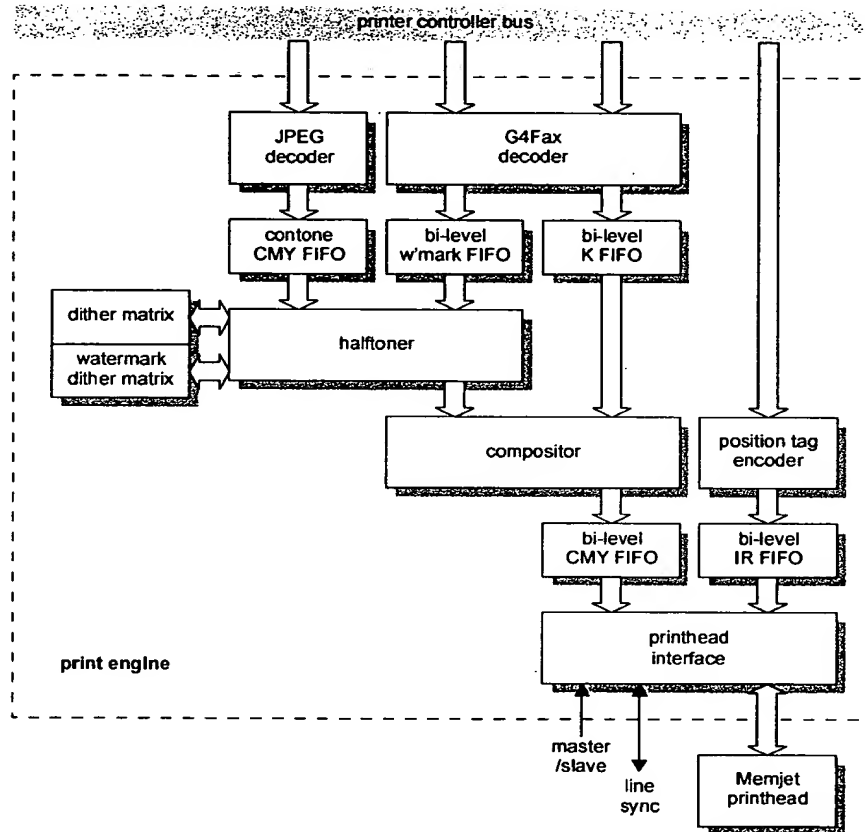 printer controller bus
JPEG
decoder
G4Fax
decoder
contone
CMY FIFO
bi-level
w'mark FIFO
bi-level
K FIFO
dither matrix
watermark
dither matrix
halftoner
compositor
position tag
encoder
bi-level
CMY FIFO
bi-level
IR FIFO
printhead
interface
print engine
master
/slave
line
sync
Memjet
printhead